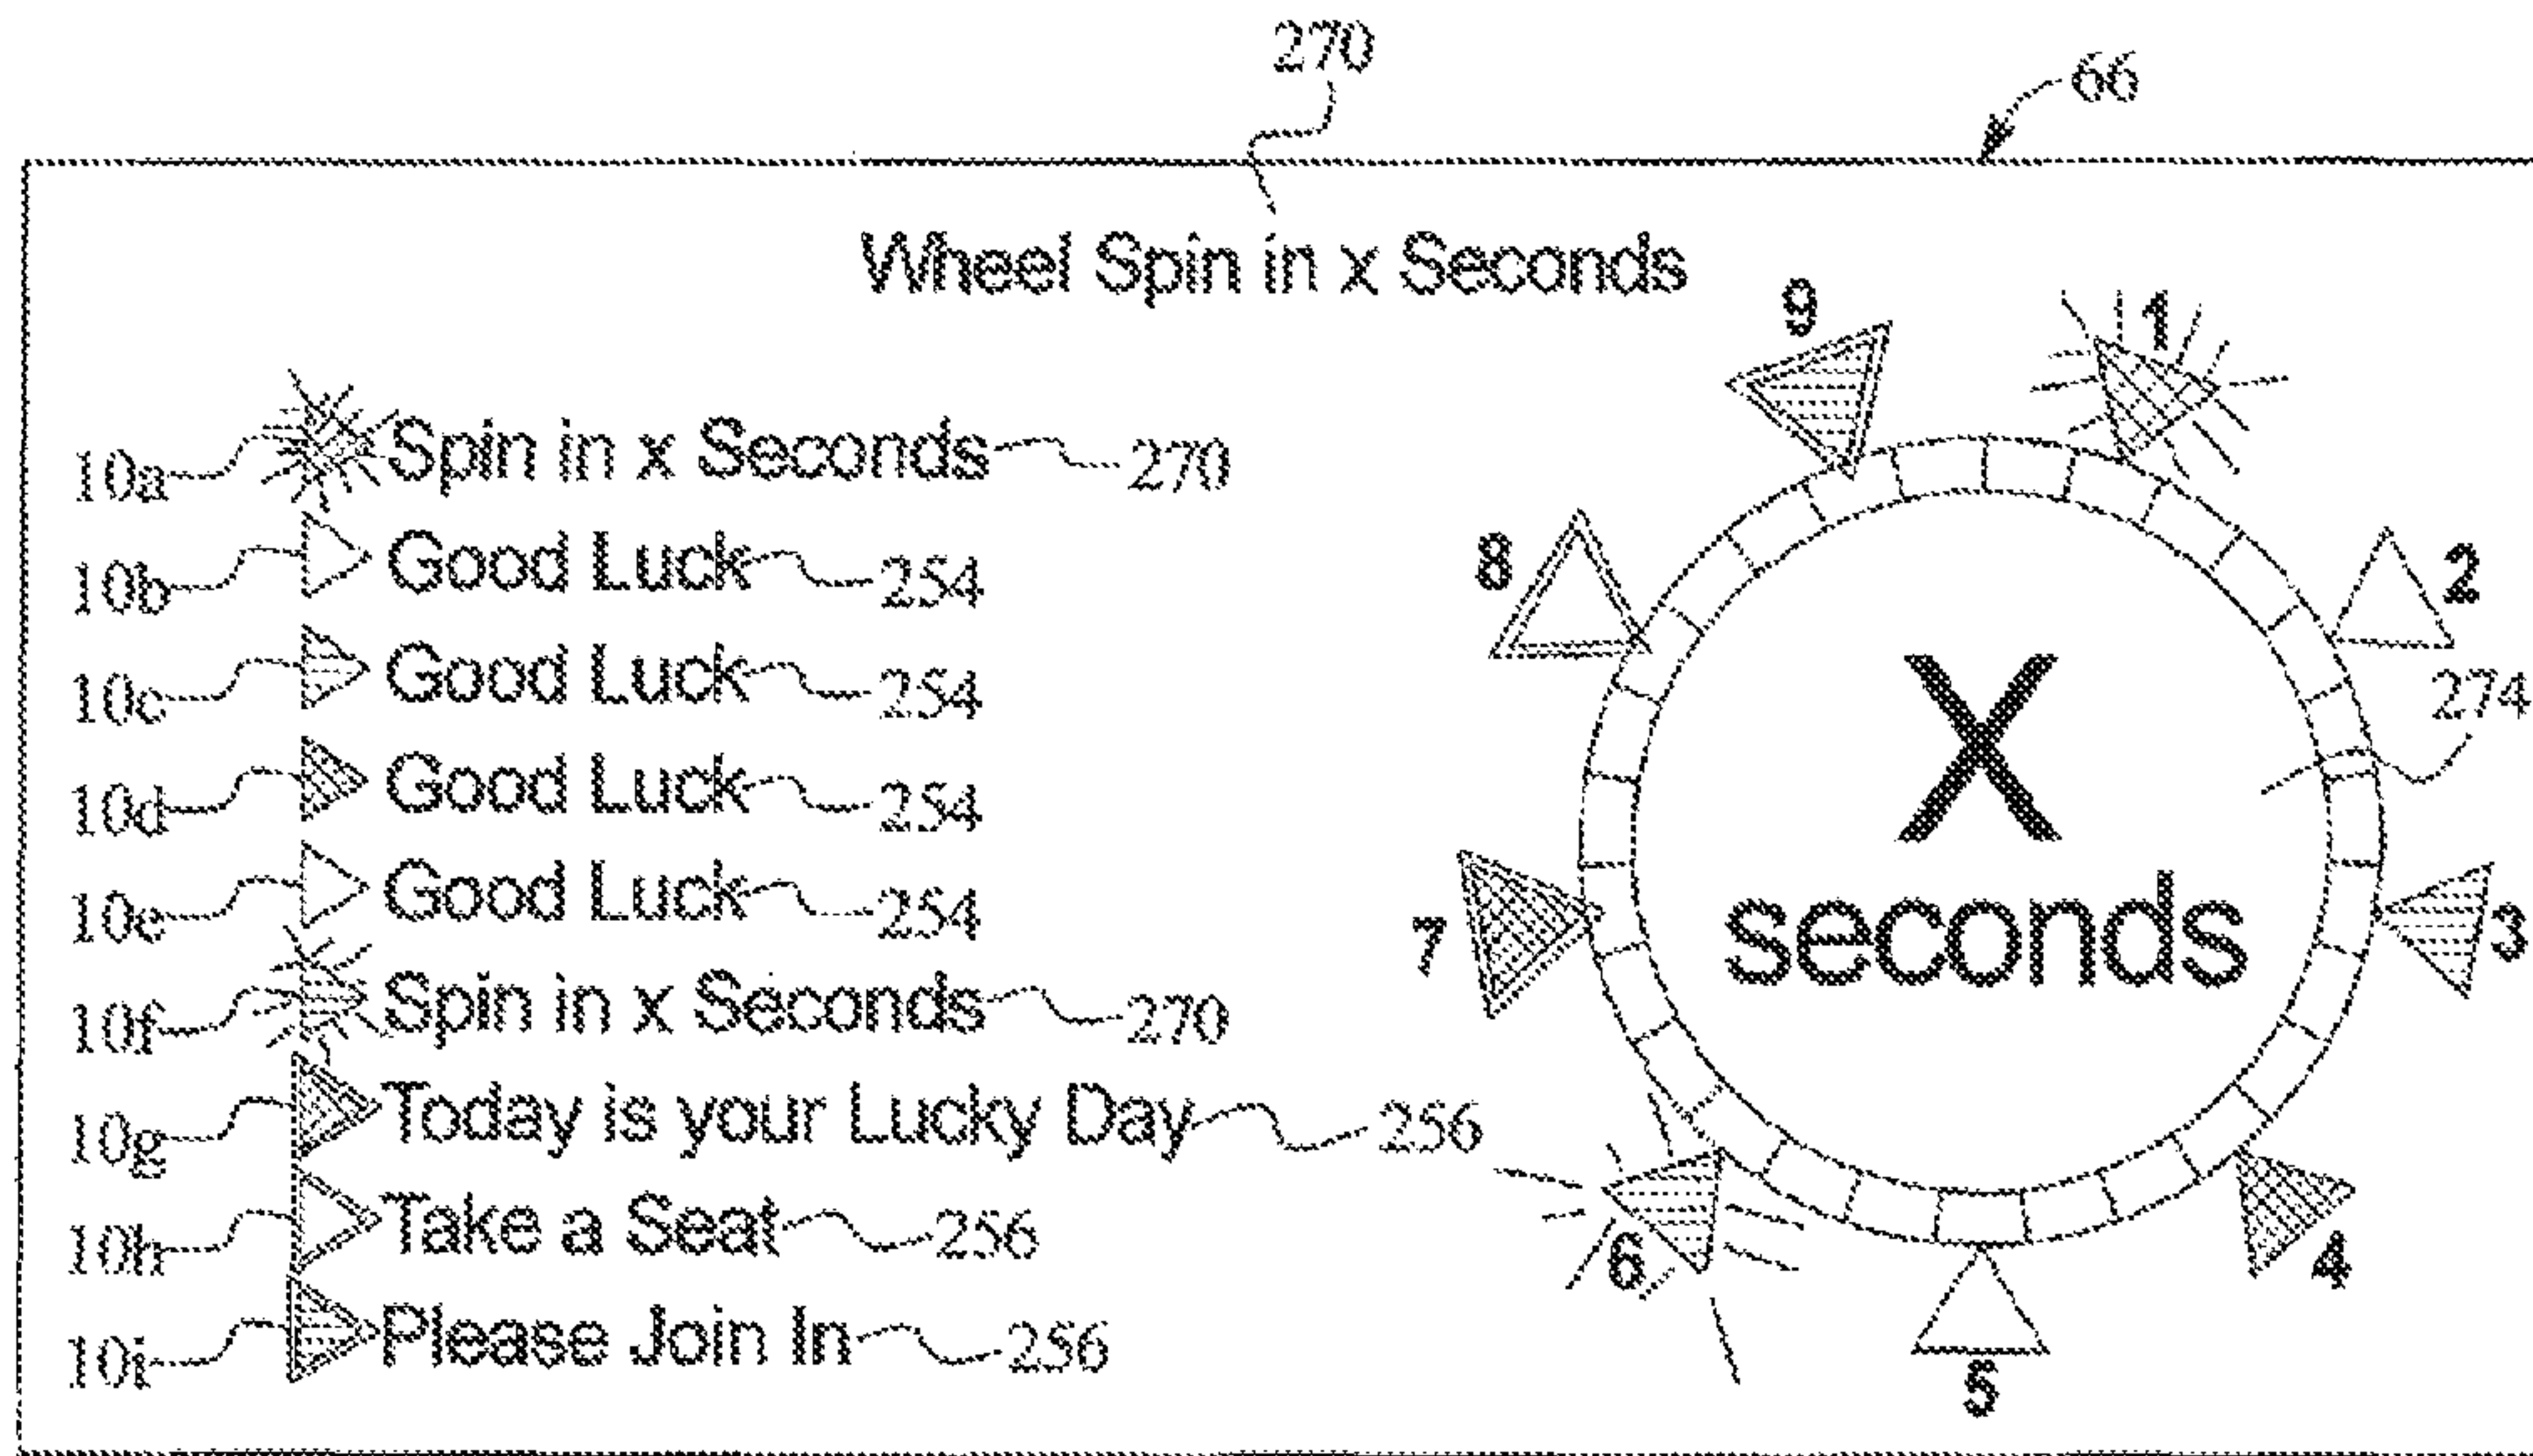 270
66
Wheel Spin in x Seconds
10a Spin in x Seconds 270
10b Good Luck 254
10c Good Luck 254
10d Good Luck 254
10e Good Luck 254
10f Spin in x Seconds 270
10g Today is your Lucky Day 256
10h Take a Seat 256
10i Please Join In 256
9 1
8 2
274
X
seconds
7 3
6 4
5